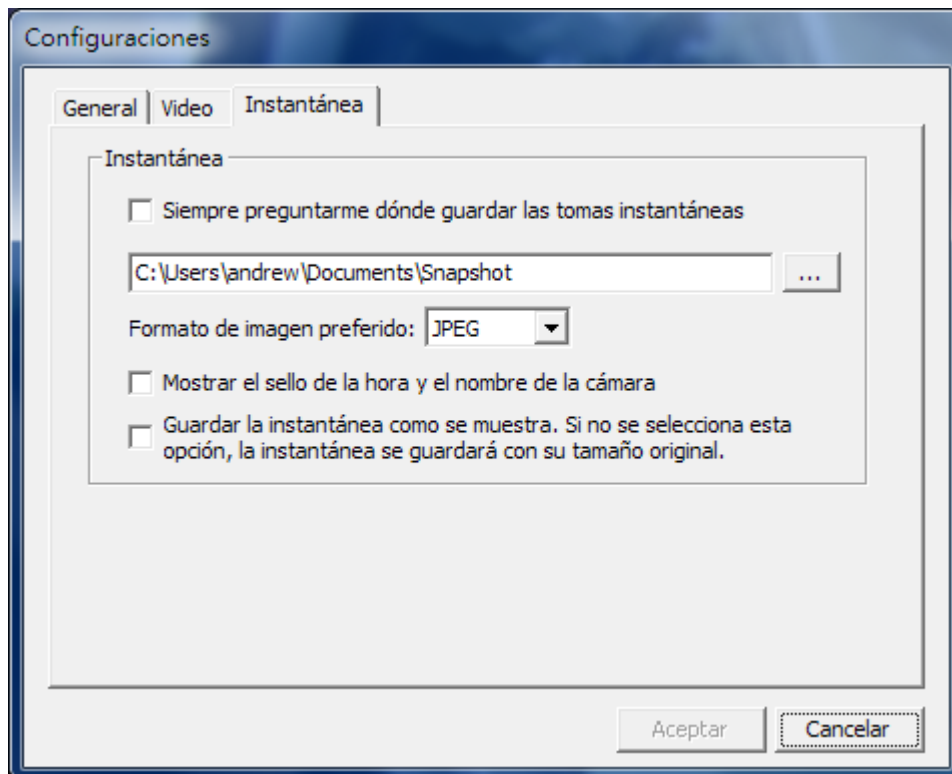 Configuraciones
General Video Instantánea
Instantánea
Siempre preguntarme dónde guardar las tomas instantáneas
C:\Users\andrew\Documents\Snapshot ...
Formato de imagen preferido: JPEG
Mostrar el sello de la hora y el nombre de la cámara
Guardar la instantánea como se muestra. Si no se selecciona esta
opción, la instantánea se guardará con su tamaño original.
Aceptar Cancelar